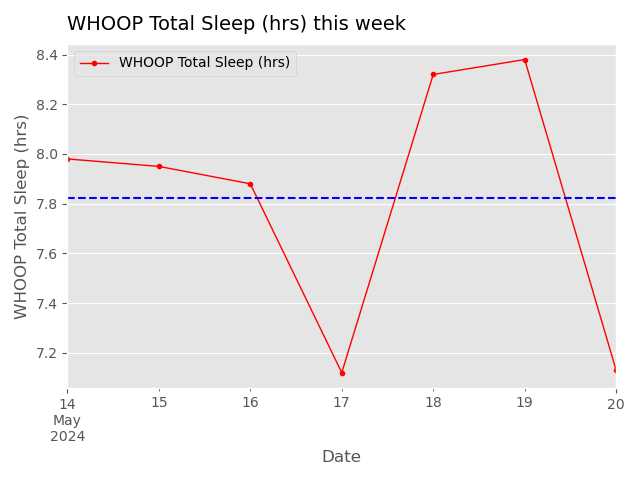 WHOOP Total Sleep (hrs) this week
WHOOP Total Sleep (hrs)
WHOOP Total Sleep (hrs)
8.4
8.2
8.0
7.8
7.6
7.4
7.2
14 15 16 17 18 19 20
May
2024
Date